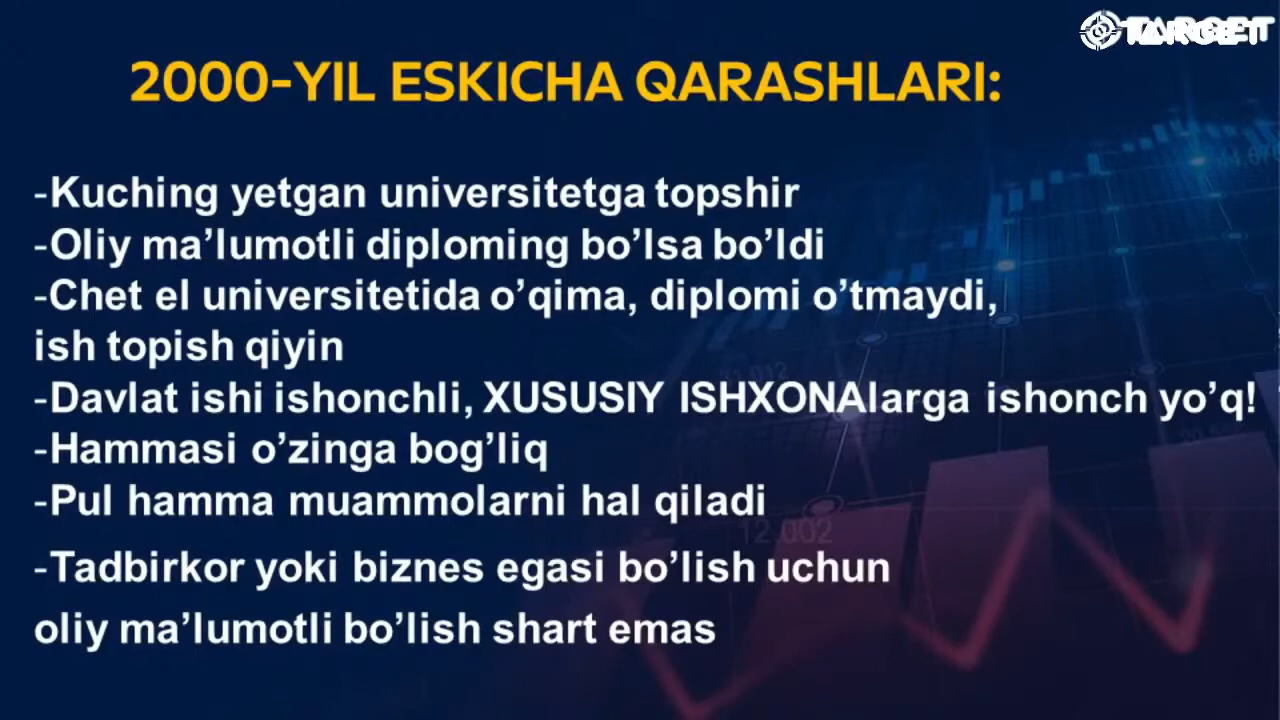 TARGET
2000-YIL ESKICHA QARASHLARI:
-Kuching yetgan universitetga topshir
-Oliy ma’lumotli diploming bo’lsa bo’ldi
-Chet el universitetida o’qima, diplomi o’tmaydi,
ish topish qiyin
-Davlat ishi ishonchli, XUSUSIY ISHXONAlarga ishonch yo’q!
-Hammasi o’zinga bog’liq
-Pul hamma muammolarni hal qiladi
12.002
-Tadbirkor yoki biznes egasi bo’lish uchun
oliy ma’lumotli bo’lish shart emas